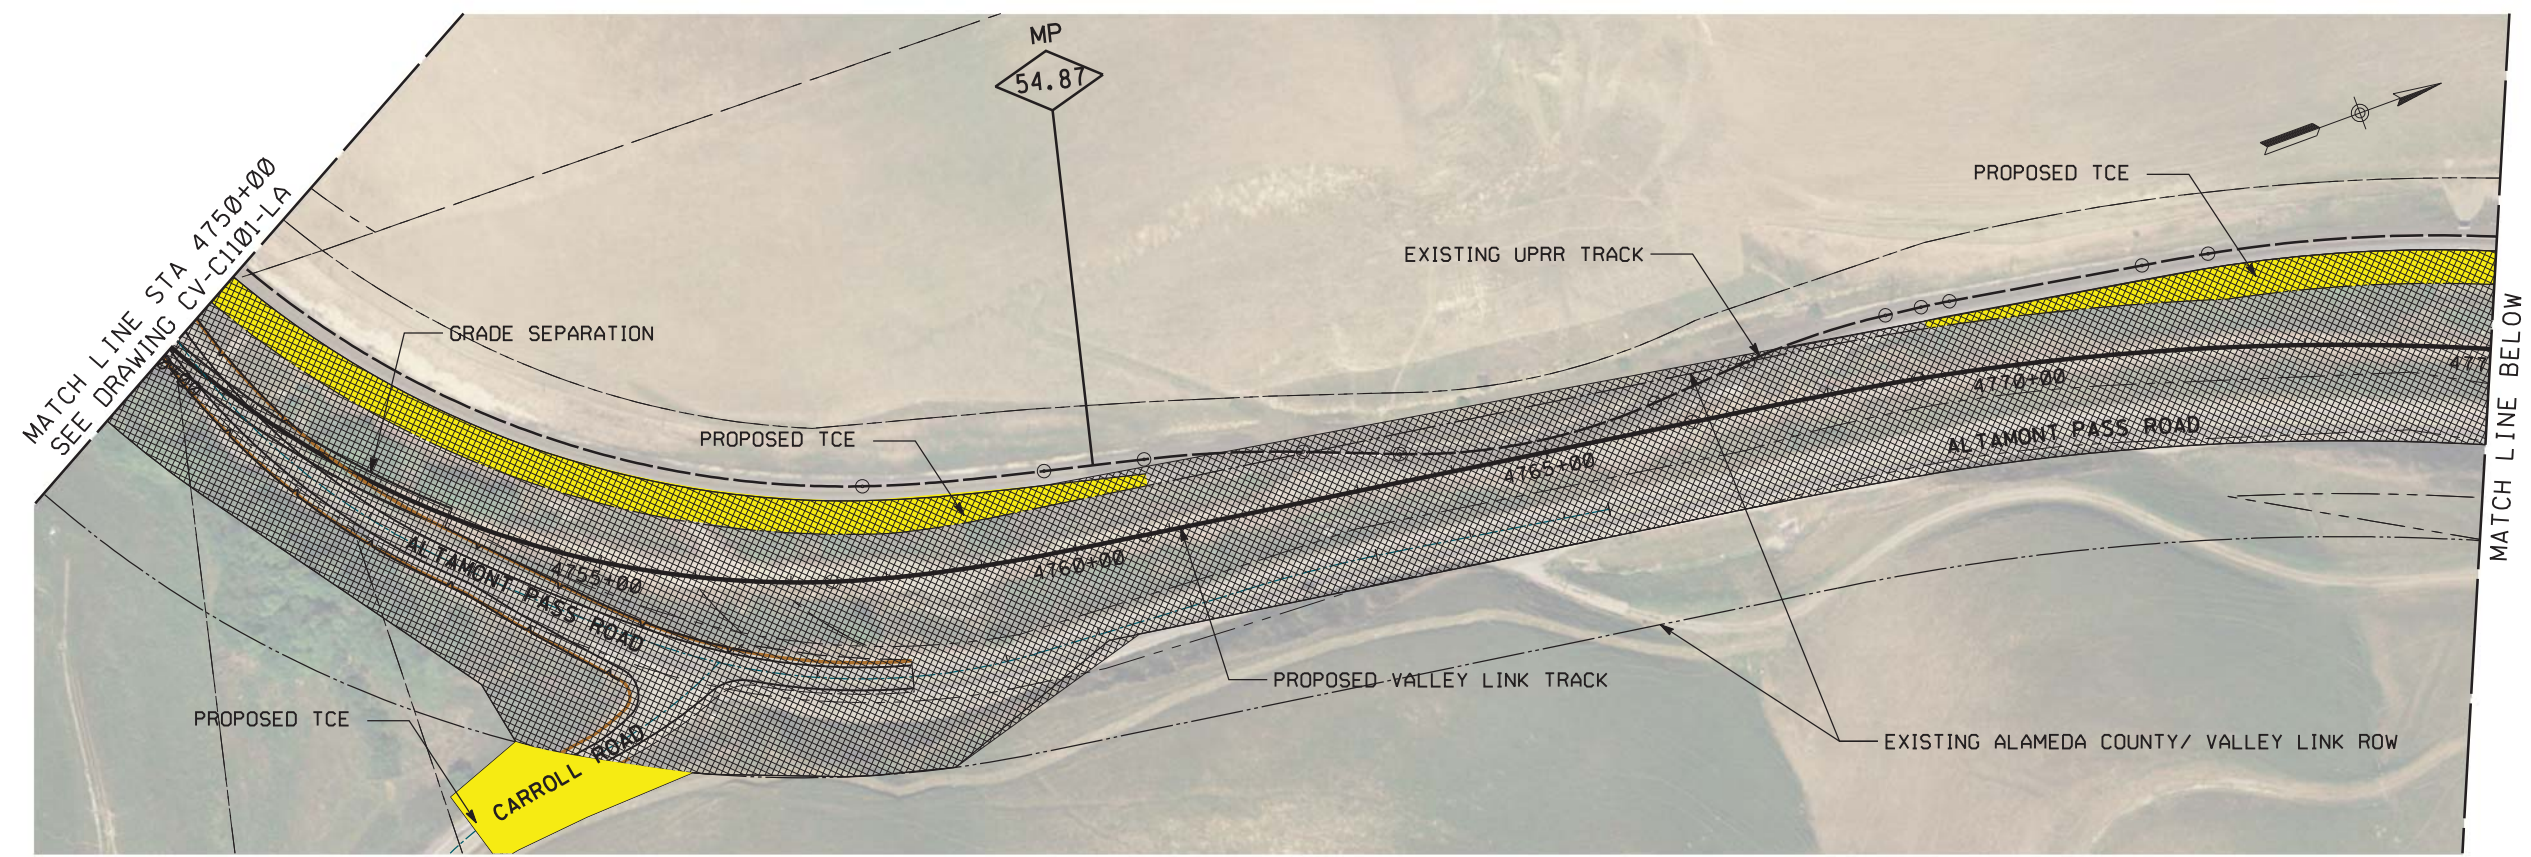 MP
54.87
MATCH LINE STA 4750+00
SEE DRAWING CV-C1101-LA
PROPOSED TCE
EXISTING UPRR TRACK
GRADE SEPARATION
PROPOSED TCE
MATCH LINE BELOW
477
4770+00
ALTAMONT PASS ROAD
4765+00
4760+00
4755+00
ALTAMONT PASS ROAD
PROPOSED VALLEY LINK TRACK
PROPOSED TCE
CARROLL ROAD
EXISTING ALAMEDA COUNTY/ VALLEY LINK ROW